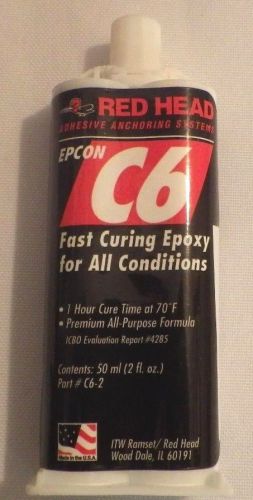 RED HEAD
ADHESIVE ANCHORING SYSTEMS
EPCON
C6
Fast Curing Epoxy
for All Conditions
• 1 Hour Cure Time at 70°F
• Premium All-Purpose Formula
ICBO Evaluation Report #4285
Contents: 50 ml (2 fl. oz.)
Part # C6-2
Made in the U.S.A.
ITW Ramset/ Red Head
Wood Dale, IL 60191